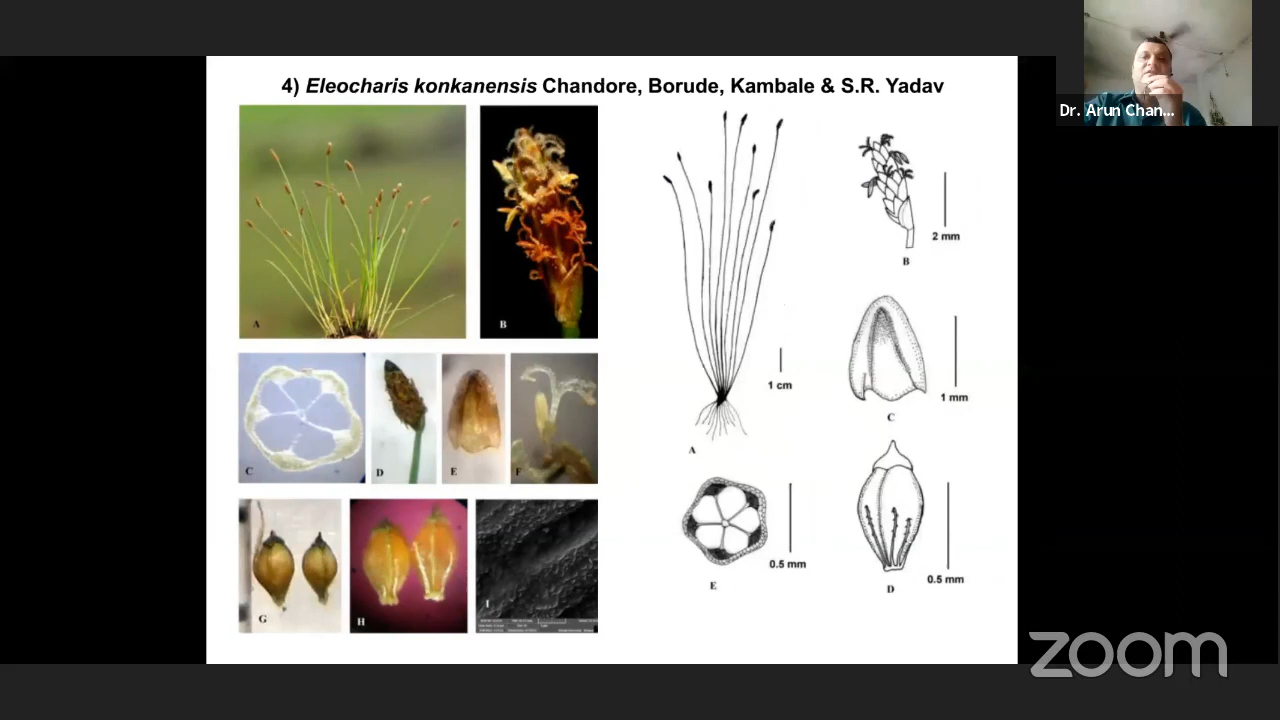 4) Eleocharis konkanensis Chandore, Borude, Kambale & S.R. Yadav
Dr. Arun Chan...
A
B
C
D
E
F
G
H
I
A
1 cm
B
2 mm
C
1 mm
E
0.5 mm
D
0.5 mm
zoom